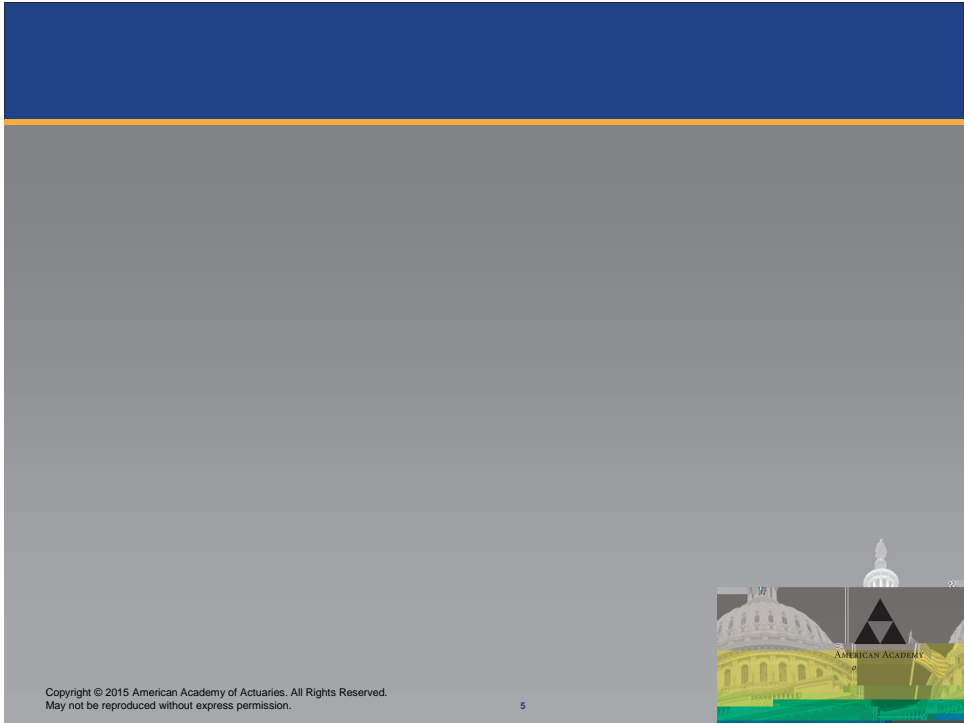 AMERICAN ACADEMY
o
Copyright © 2015 American Academy of Actuaries. All Rights Reserved.
May not be reproduced without express permission.
5